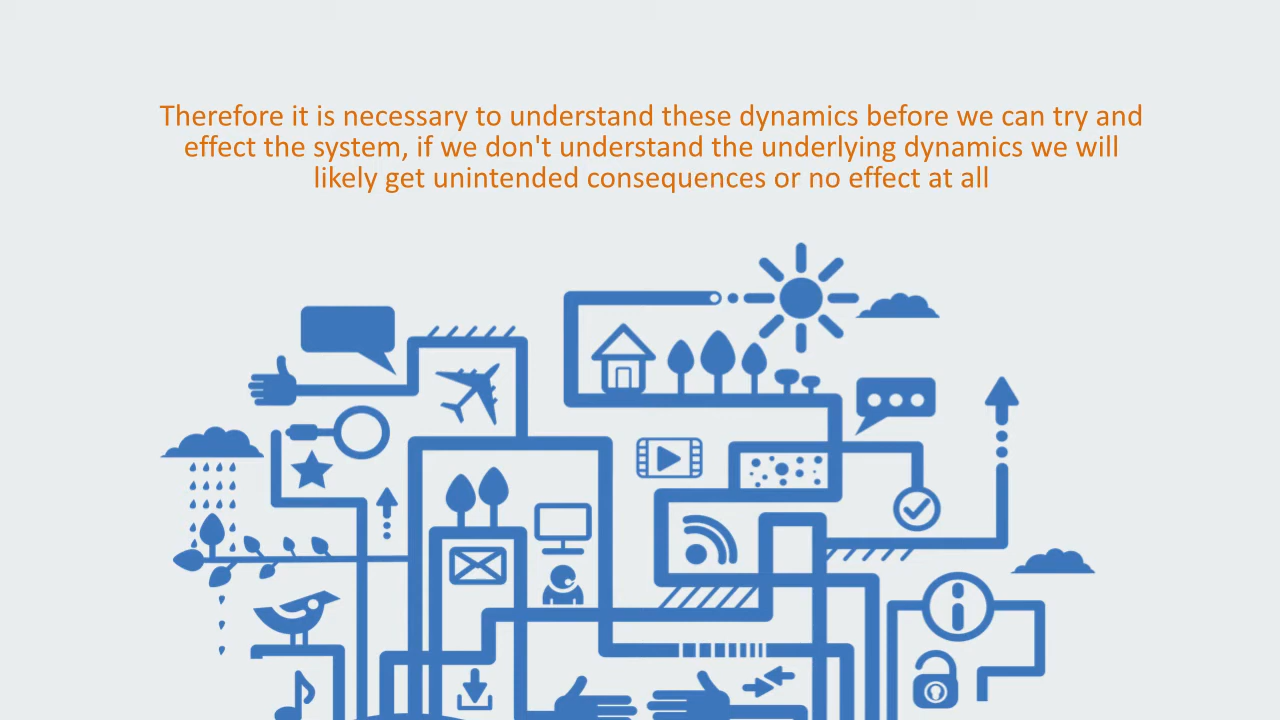 Therefore it is necessary to understand these dynamics before we can try and
effect the system, if we don't understand the underlying dynamics we will
likely get unintended consequences or no effect at all